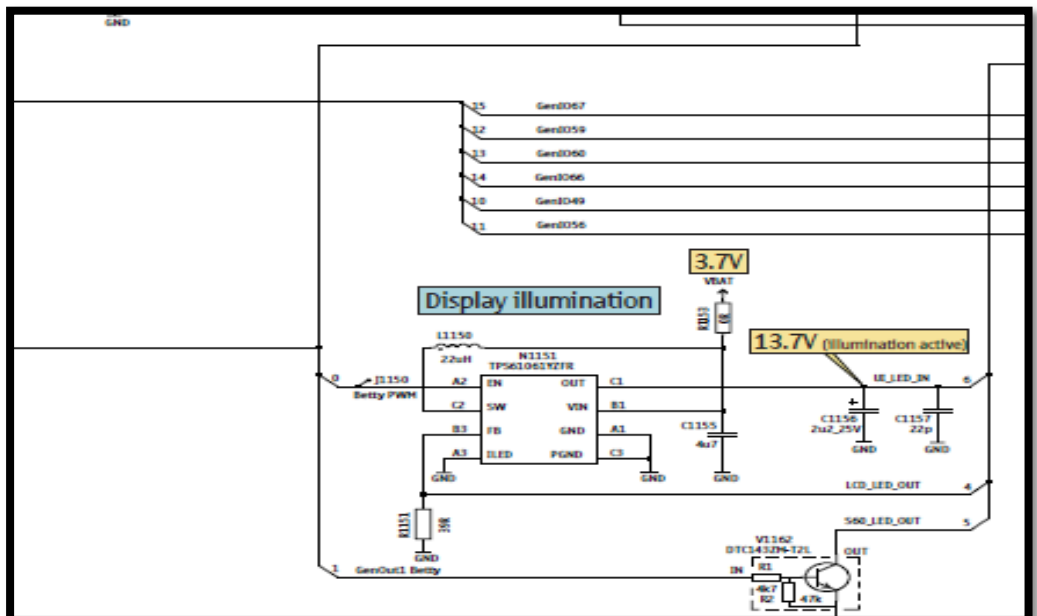 GND
15 GenIO67
12 GenIO59
13 GenIO60
14 GenIO66
10 GenIO49
11 GenIO56
3.7V
VBAT
Display illumination
R1153
0R
L1150
22uH
13.7V (illumination active)
N1151
TPS61061YZFR
0 J1150 A2 EN OUT C1 UI_LED_IN 6
Betty PWM
C2 SW VIN B1
B3 FB GND A1
A3 ILED PGND C3
C1155
4u7
C1156
2u2_25V
C1157
22p
GND
GND
GND
GND
GND
LCD_LED_OUT 4
R1151
39R
GND
S60_LED_OUT 5
V1162
DTC143ZM-T2L OUT
1 GenOut1 Betty IN R1
4k7
R2 47k